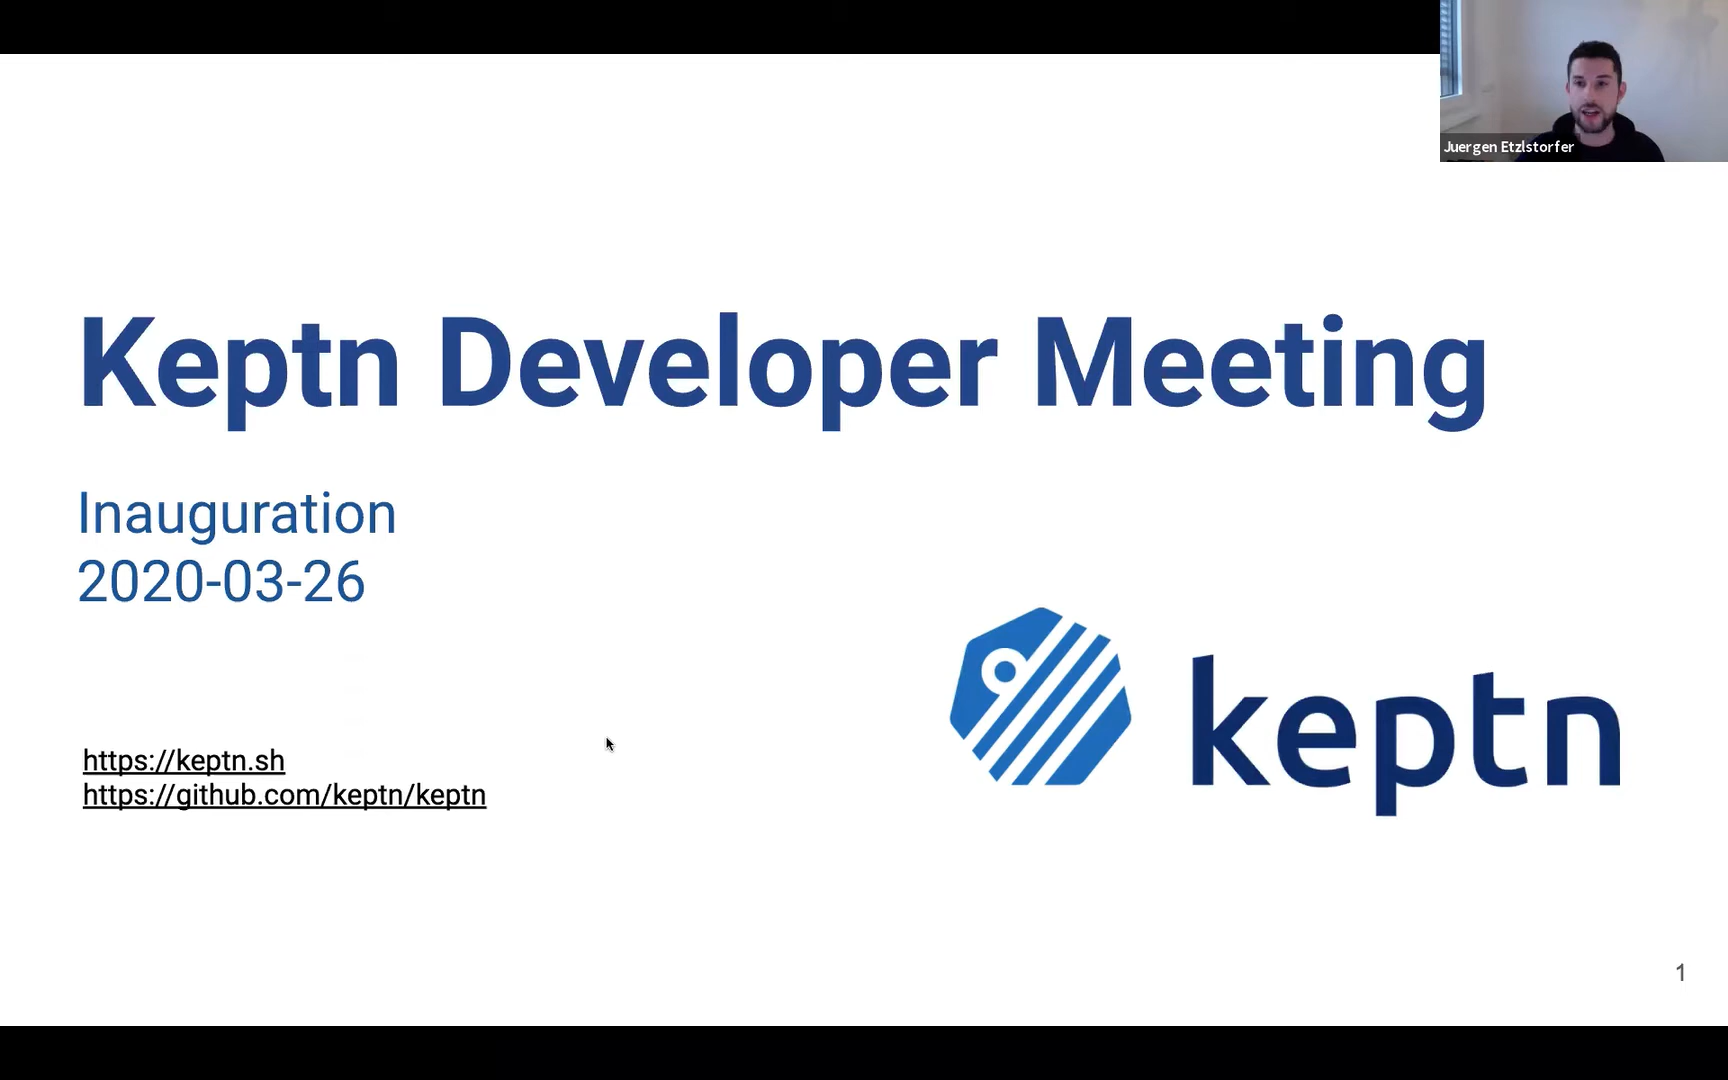 Juergen Etzlstorfer
Keptn Developer Meeting
Inauguration
2020-03-26
https://keptn.sh
https://github.com/keptn/keptn
keptn
1